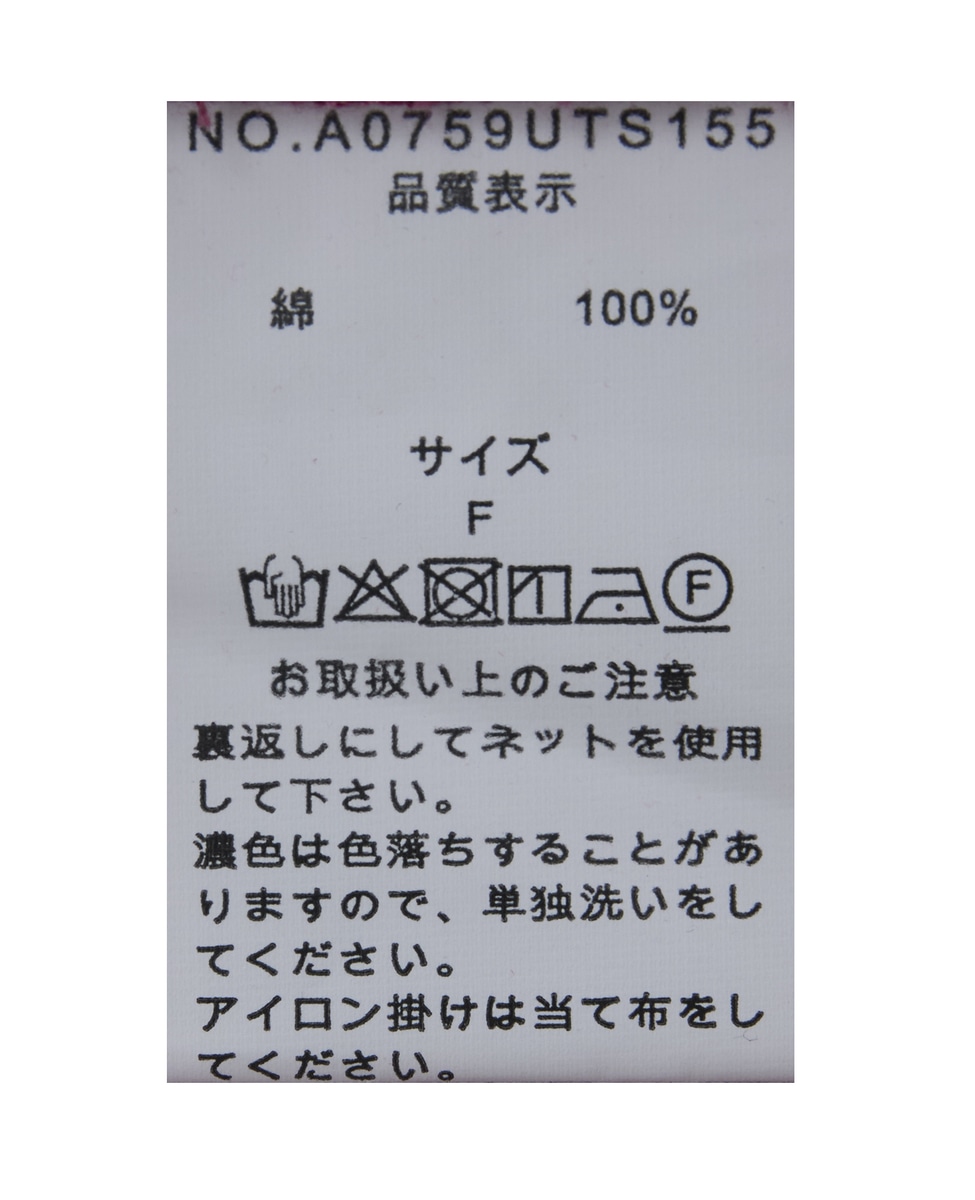 NO.A0759UTS155
品質表示
綿 100%
サイズ
F
F
お取扱い上のご注意
裏返しにしてネットを使用
して下さい。
濃色は色落ちすることがあ
りますので、単独洗いをし
てください。
アイロン掛けは当て布をし
てください。